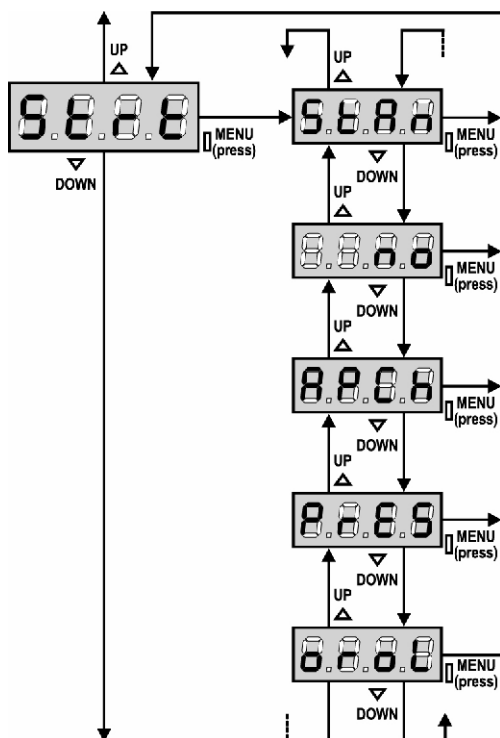 UP
Strt
MENU
(press)
DOWN
UP
StAn
MENU
(press)
DOWN
UP
no
MENU
(press)
DOWN
UP
APCh
MENU
(press)
DOWN
UP
PrES
MENU
(press)
DOWN
UP
oroL
MENU
(press)
DOWN